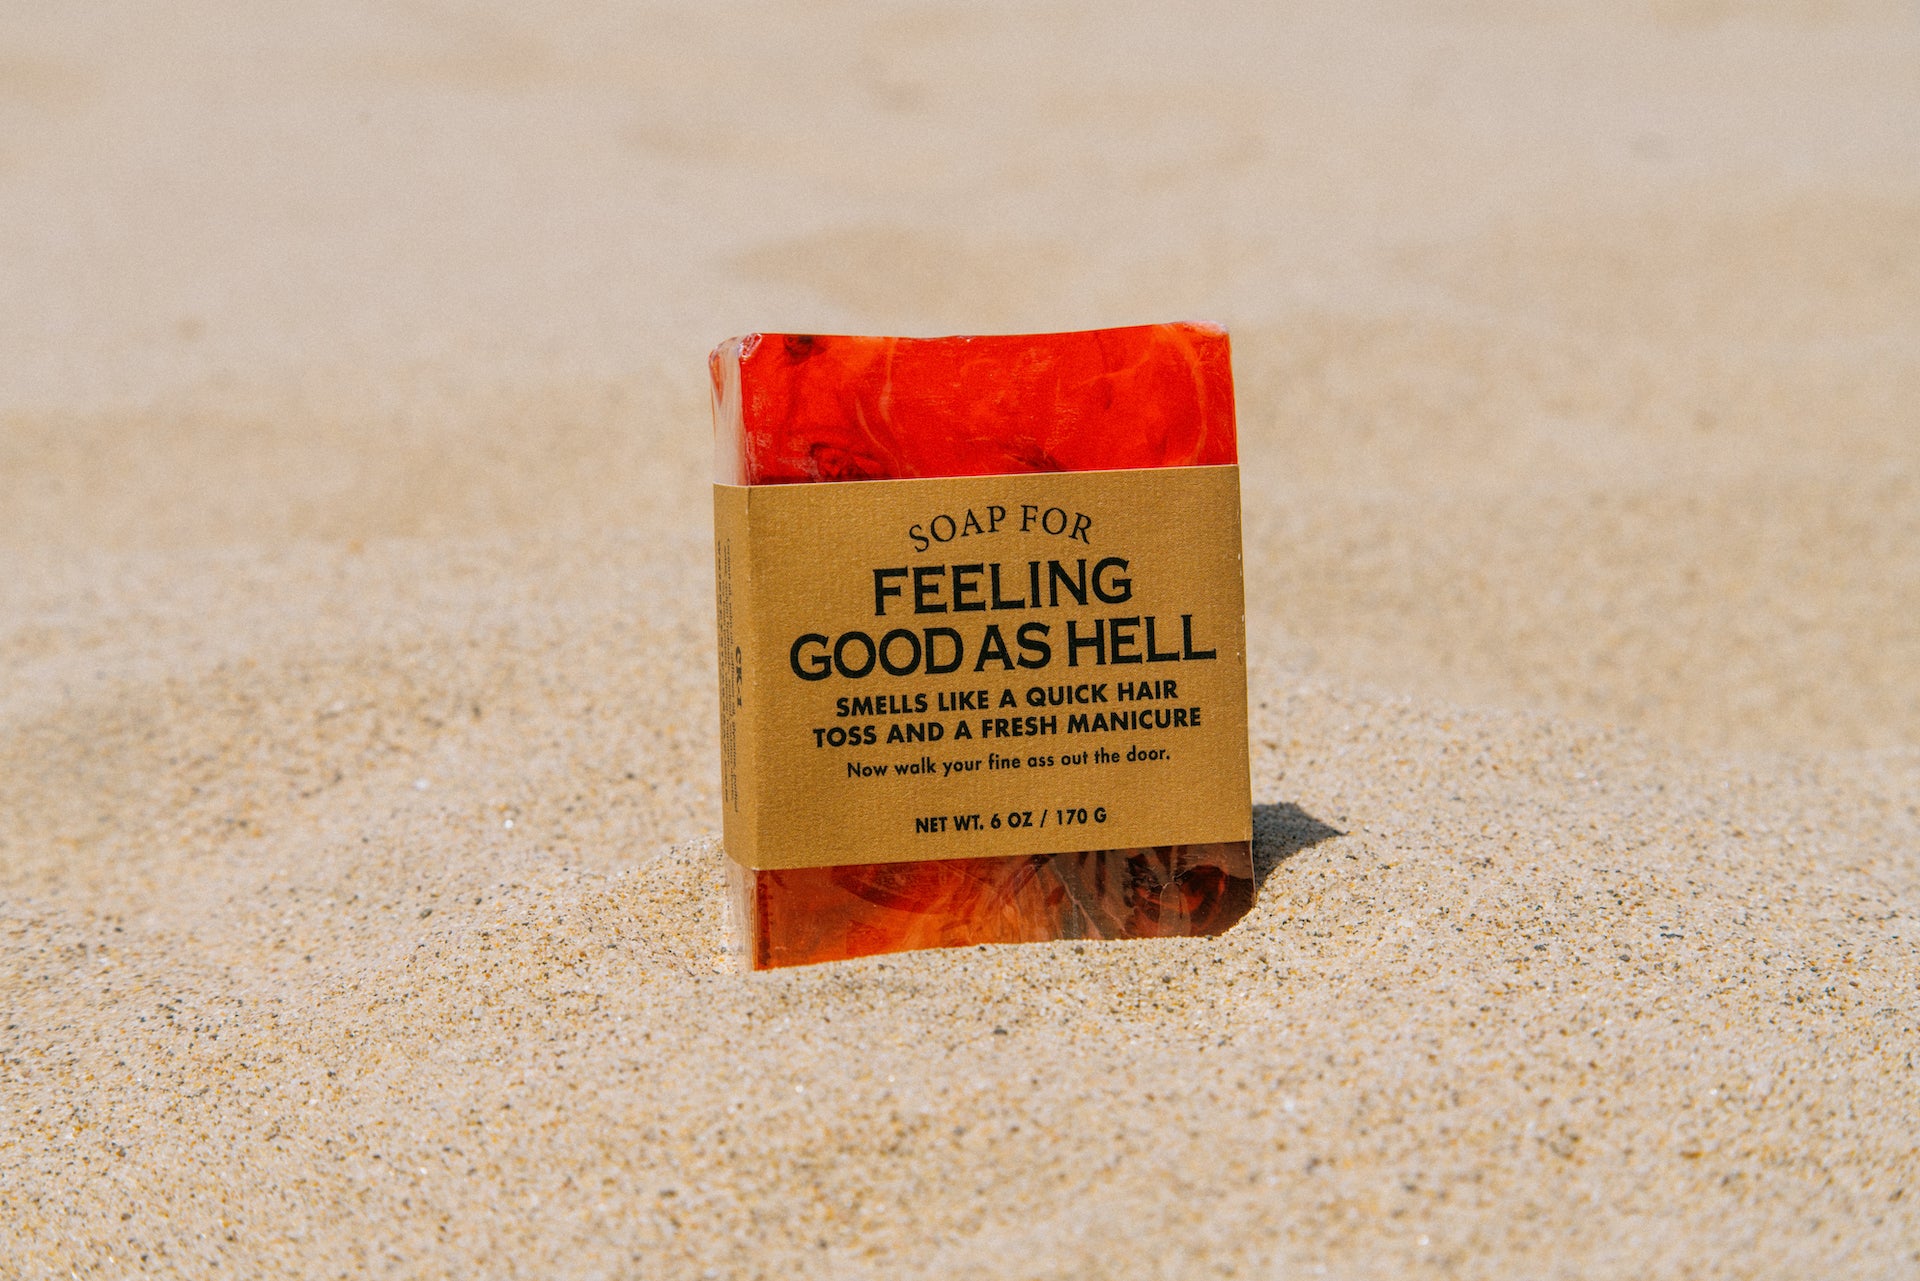 SOAP FOR
FEELING
GOOD AS HELL
SMELLS LIKE A QUICK HAIR
TOSS AND A FRESH MANICURE
Now walk your fine ass out the door.
NET WT. 6 OZ / 170 G